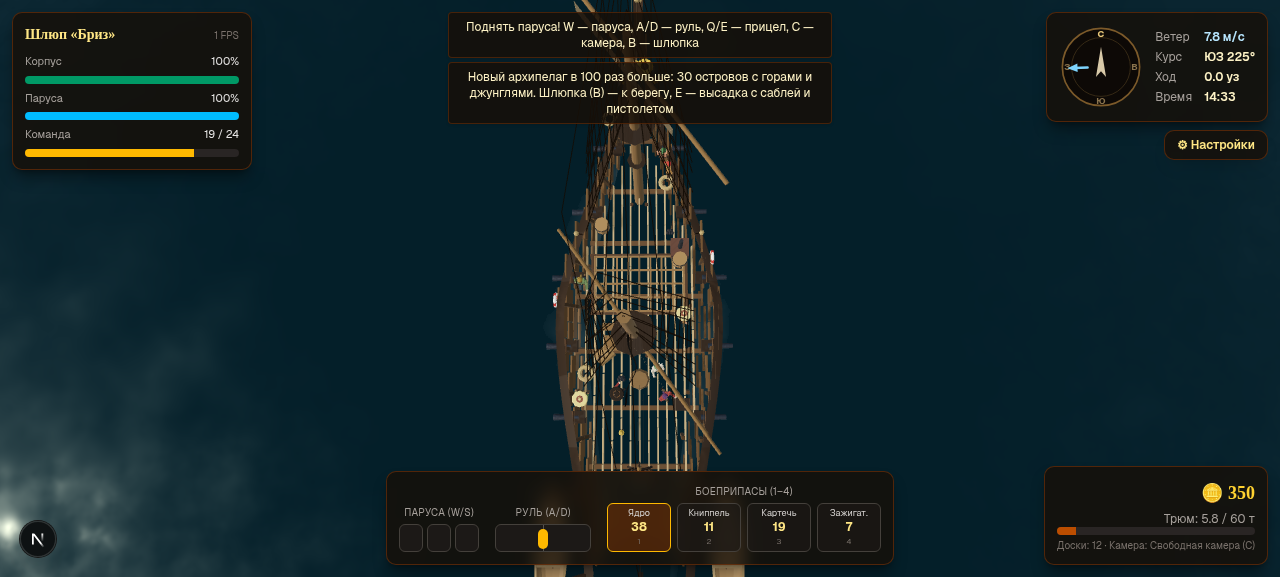 Шлюп «Бриз»
1 FPS
Корпус 100%
Паруса 100%
Команда 19 / 24
Поднять паруса! W — паруса, A/D — руль, Q/E — прицел, C —
камера, B — шлюпка
Новый архипелаг в 100 раз больше: 30 островов с горами и
джунглями. Шлюпка (B) — к берегу, E — высадка с саблей и
пистолетом
С
З
В
Ю
Ветер 7.8 м/с
Курс ЮЗ 225°
Ход 0.0 уз
Время 14:33
⚙ Настройки
ПАРУСА (W/S)
РУЛЬ (A/D)
БОЕПРИПАСЫ (1–4)
Ядро
38
1
Книппель
11
2
Картечь
19
3
Зажигат.
7
4
350
Трюм: 5.8 / 60 т
Доски: 12 · Камера: Свободная камера (C)
N